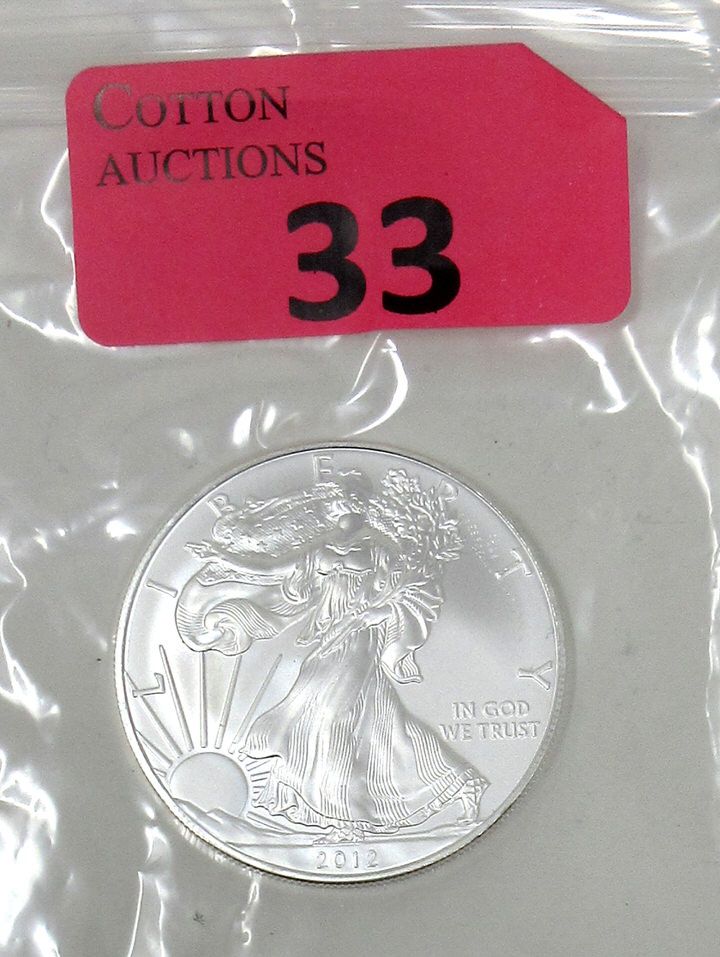 COTTON
AUCTIONS
33
LIBERTY
IN GOD
WE TRUST
2012